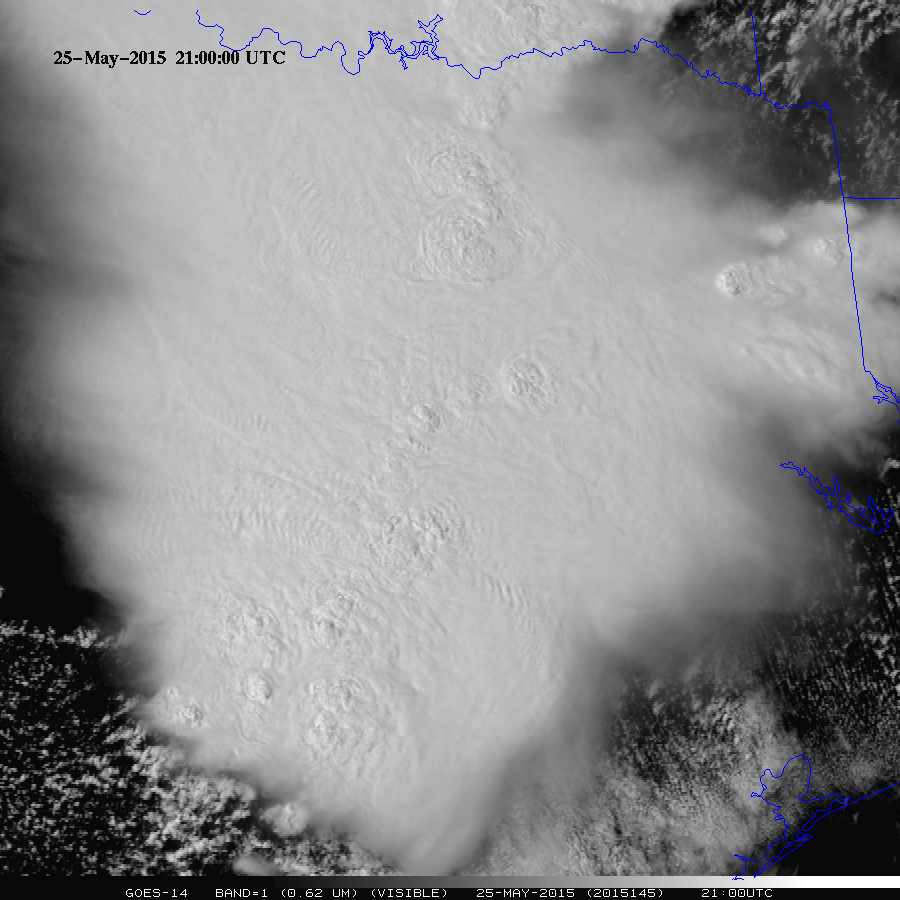 25-May-2015 21:00:00 UTC
GOES-14 BAND=1 (0.62 UM) (VISIBLE) 25-MAY-2015 (2015145) 21:00UTC